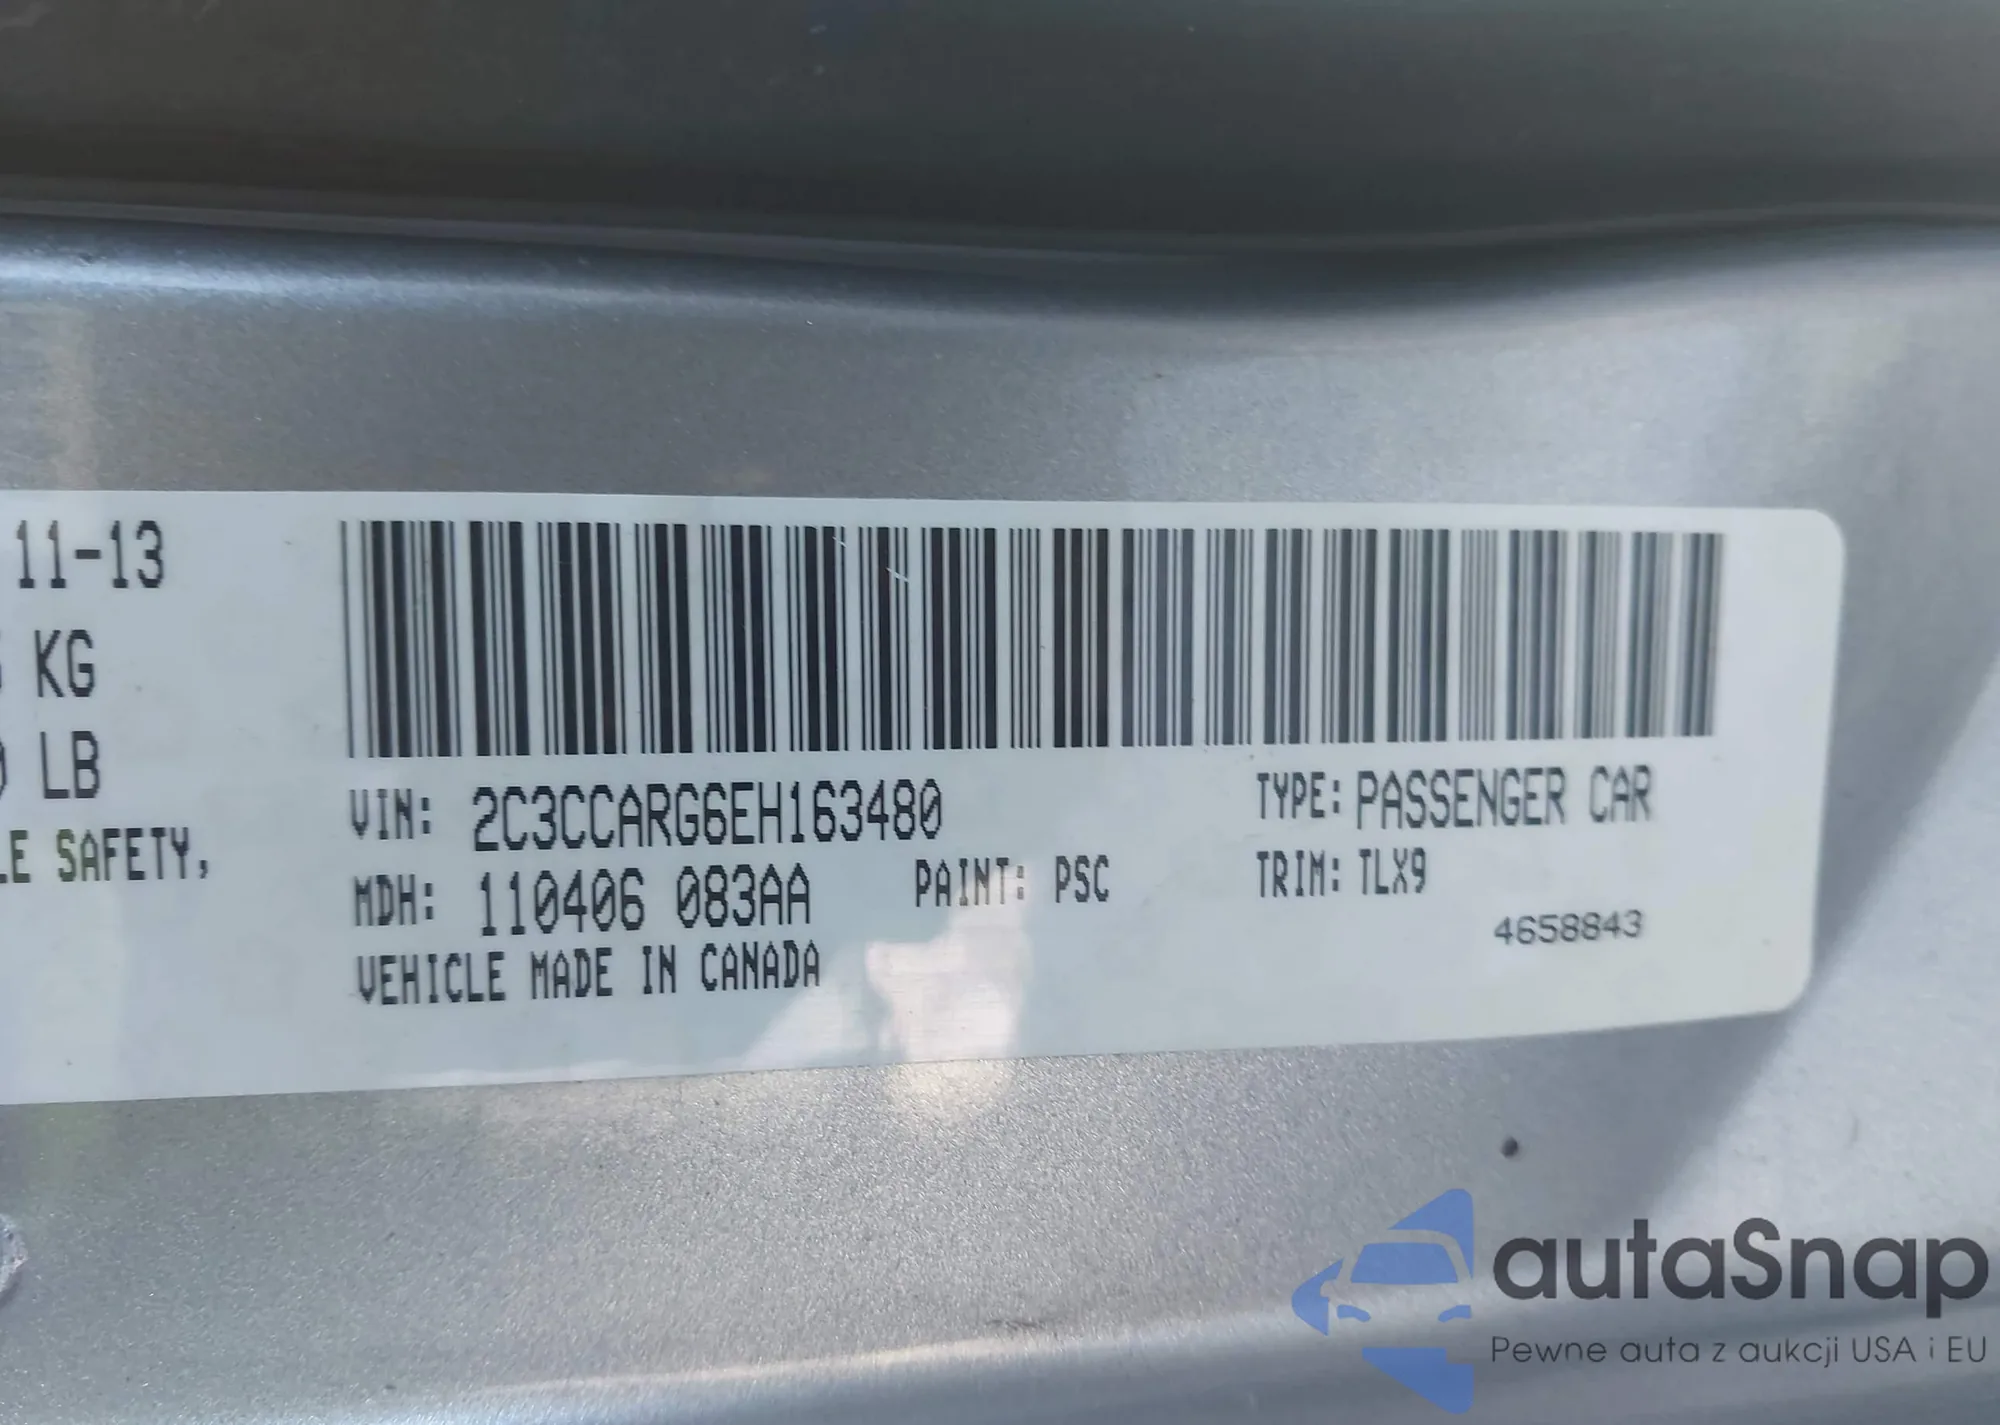 11-13
KG
LB
LE SAFETY,
VIN: 2C3CCARG6EH163480
MDH: 110406 083AA
PAINT: PSC
VEHICLE MADE IN CANADA
TYPE: PASSENGER CAR
TRIM: TLX9
4658843
autaSnap
Pewne auta z aukcji USA i EU